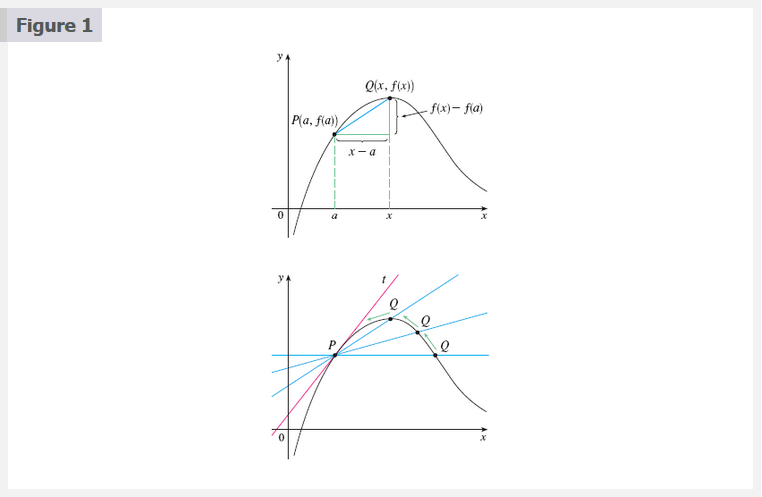 Figure 1
y
Q(x, f(x))
f(x) − f(a)
P(a, f(a))
x − a
0
a
x
x
y
t
Q
Q
P
Q
0
x